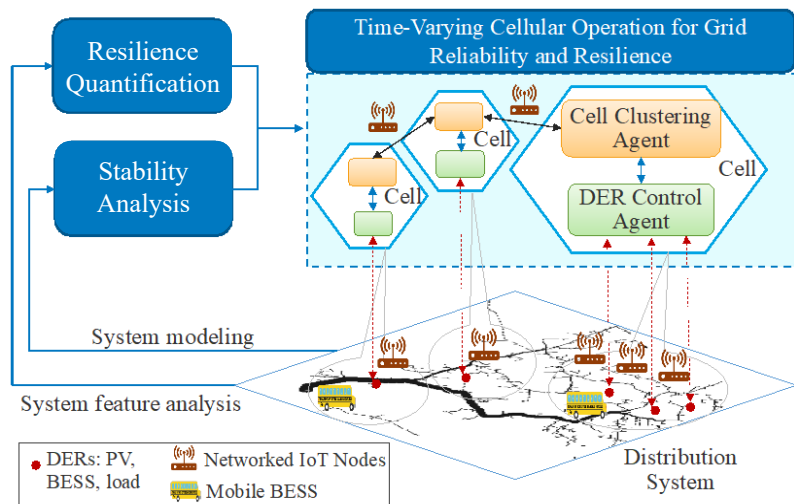 Resilience
Quantification
Stability
Analysis
Time-Varying Cellular Operation for Grid
Reliability and Resilience
Cell
Cell
Cell Clustering
Agent
Cell
DER Control
Agent
System modeling
System feature analysis
DERs: PV,
BESS, load
Networked IoT Nodes
Mobile BESS
Distribution
System